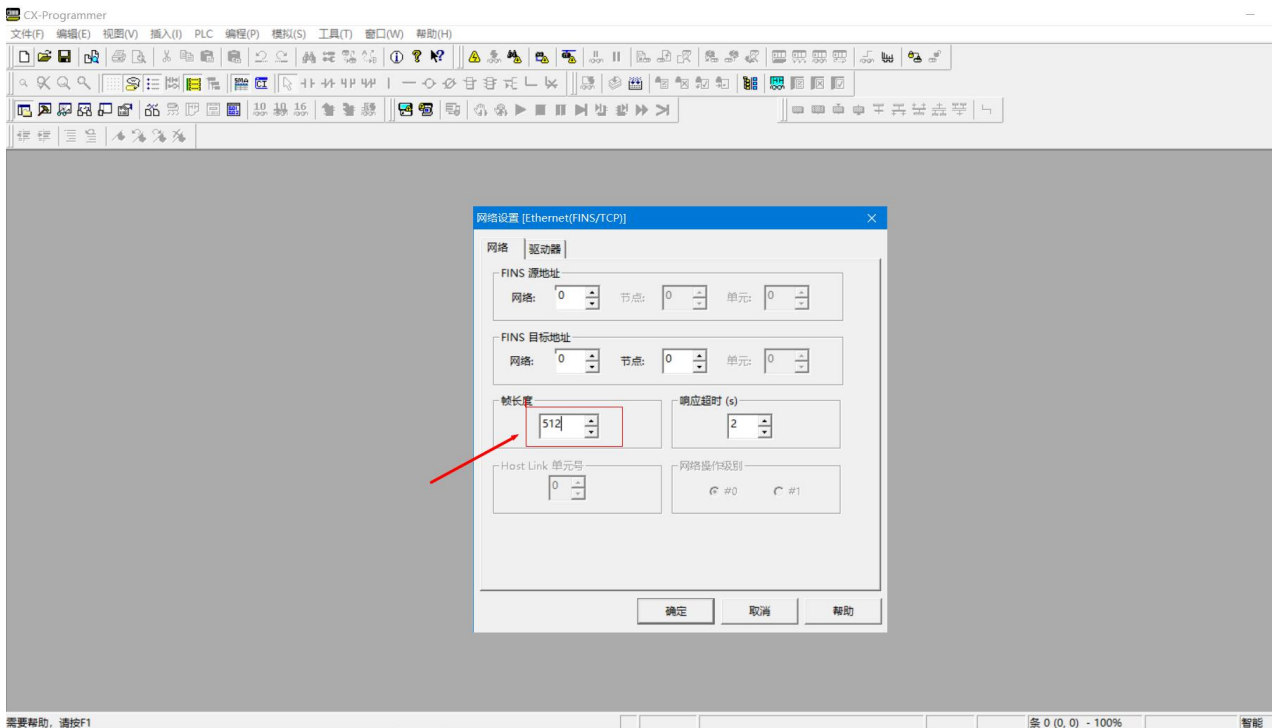 CX-Programmer
文件(F) 编辑(E) 视图(V) 插入(I) PLC 编程(P) 模拟(S) 工具(T) 窗口(W) 帮助(H)
10 10 16
网络设置 [Ethernet(FINS/TCP)]
网络 驱动器
FINS 源地址
网络: 0 节点: 0 单元: 0
FINS 目标地址
网络: 0 节点: 0 单元: 0
帧长度 响应超时 (s)
512 2
Host Link 单元号 网络操作级别
0 #0 #1
确定 取消 帮助
需要帮助，请按F1 条 0 (0, 0) - 100% 智能